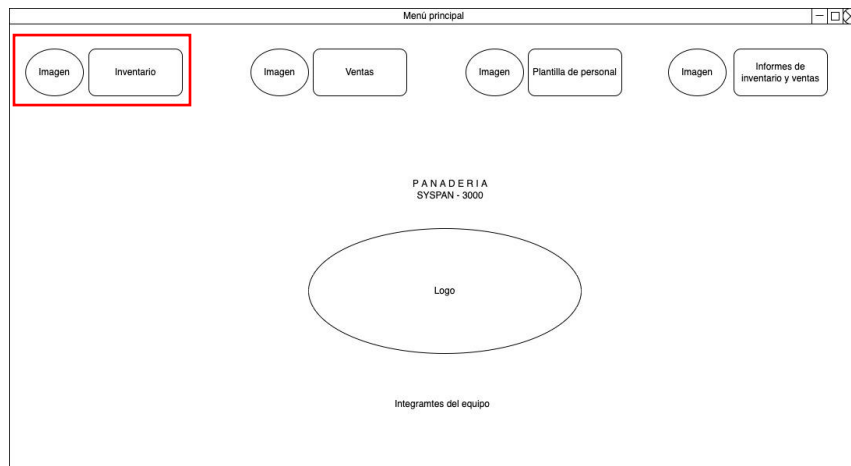 Menú principal
Imagen
Inventario
Imagen
Ventas
Imagen
Plantilla de personal
Imagen
Informes de
inventario y ventas
P A N A D E R I A
SYSPAN - 3000
Logo
Integramtes del equipo